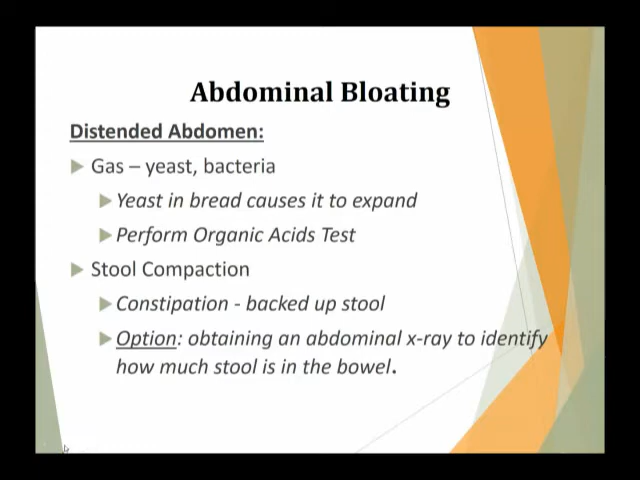 Abdominal Bloating
Distended Abdomen:
Gas – yeast, bacteria
Yeast in bread causes it to expand
Perform Organic Acids Test
Stool Compaction
Constipation - backed up stool
Option: obtaining an abdominal x-ray to identify
how much stool is in the bowel.